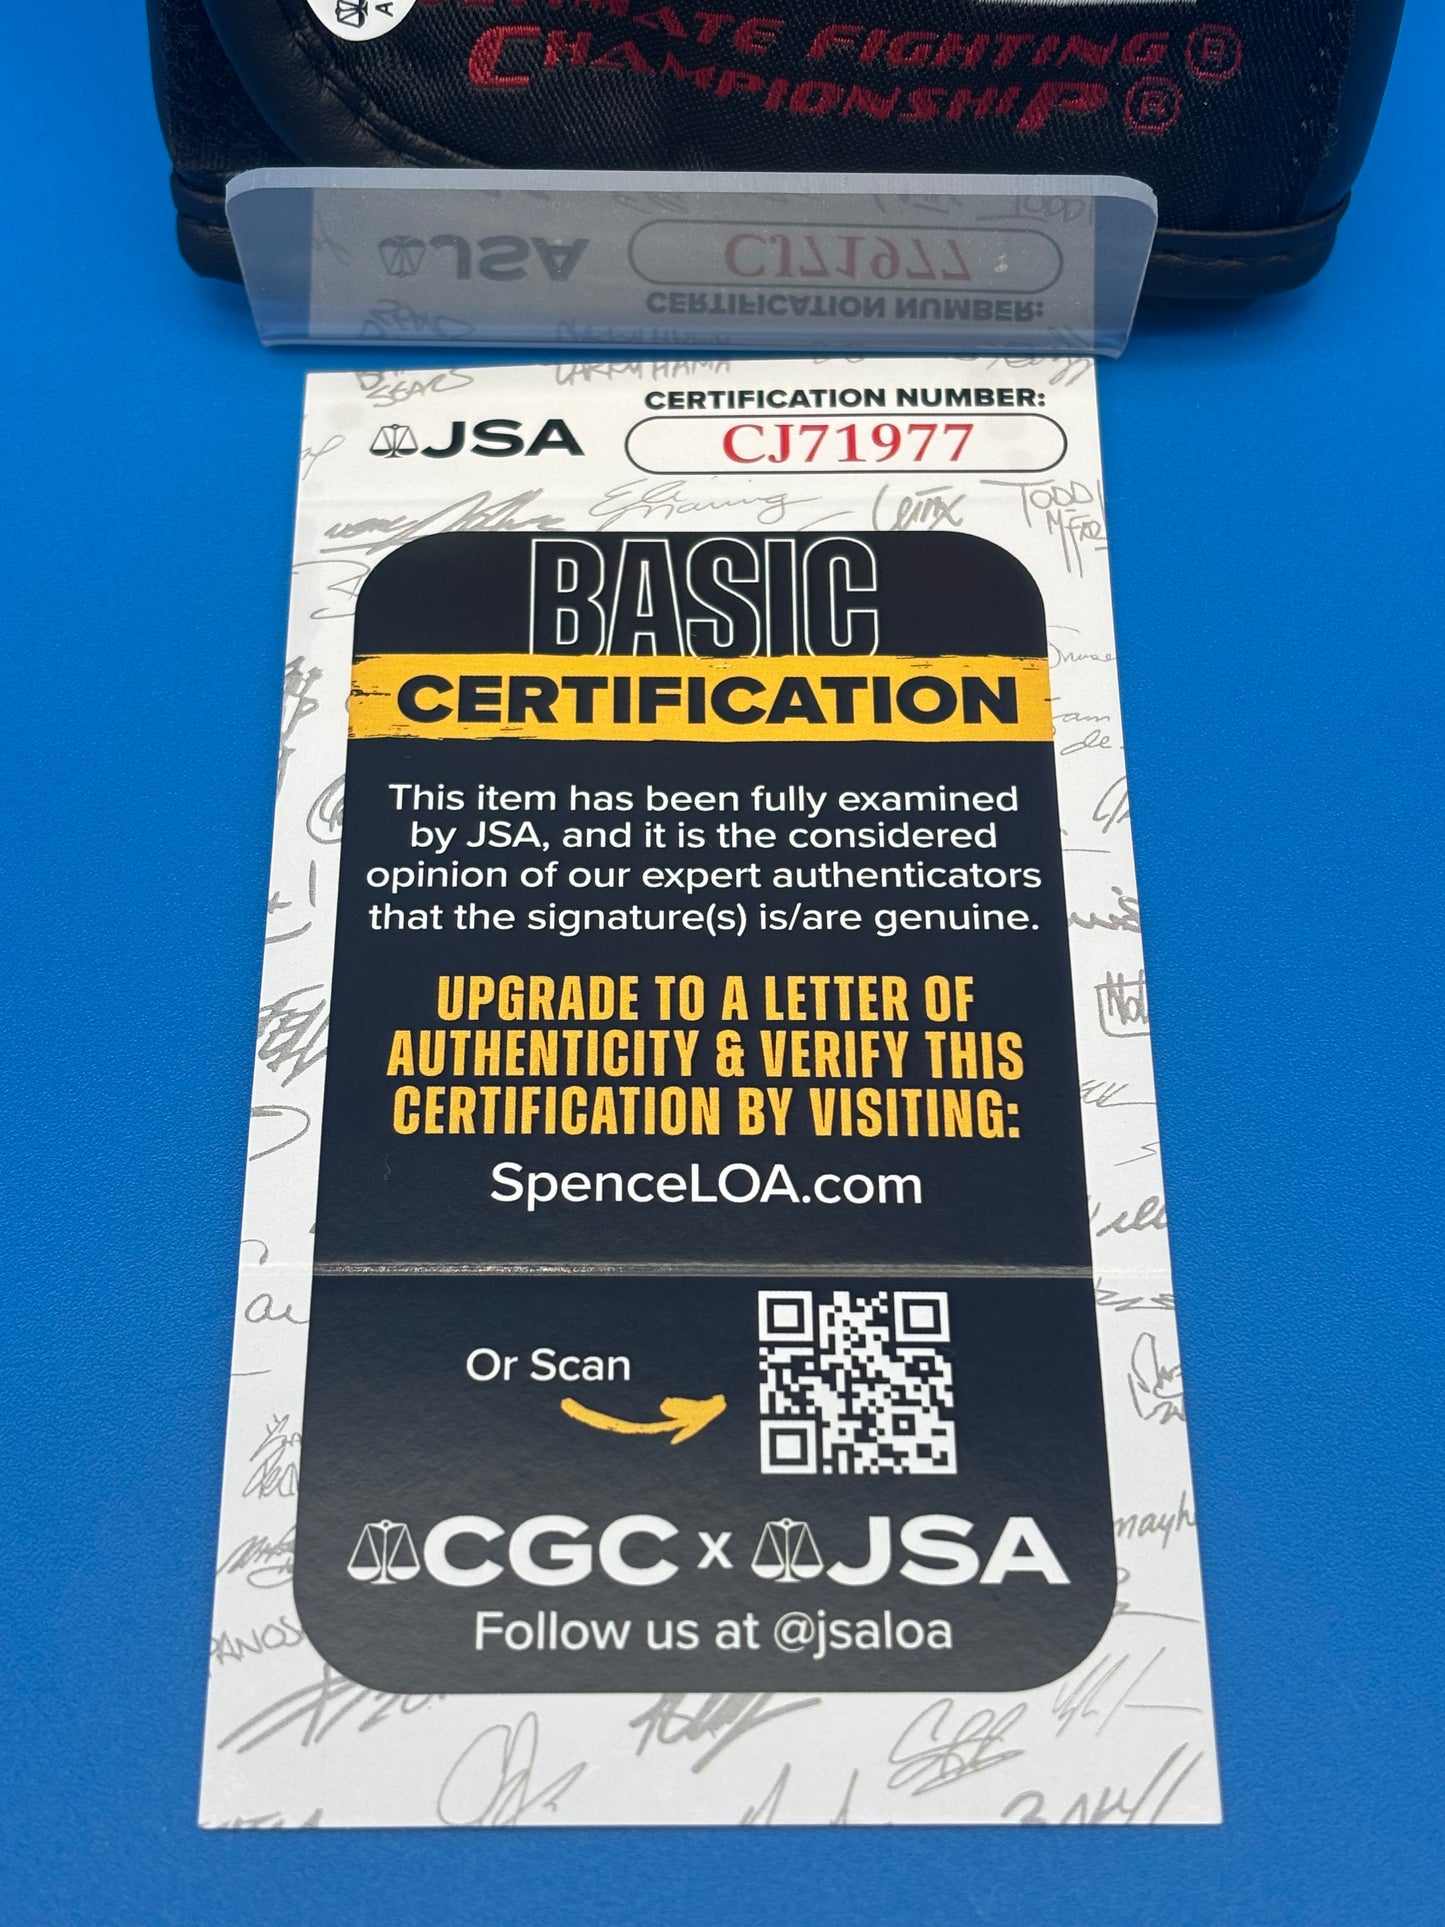 ULTIMATE FIGHTING ®
CHAMPIONSHIP ®
JSA
CERTIFICATION NUMBER:
CJ71977
BASIC
CERTIFICATION
This item has been fully examined
by JSA, and it is the considered
opinion of our expert authenticators
that the signature(s) is/are genuine.
UPGRADE TO A LETTER OF
AUTHENTICITY & VERIFY THIS
CERTIFICATION BY VISITING:
SpenceLOA.com
Or Scan
CGC x JSA
Follow us at @jsaloa